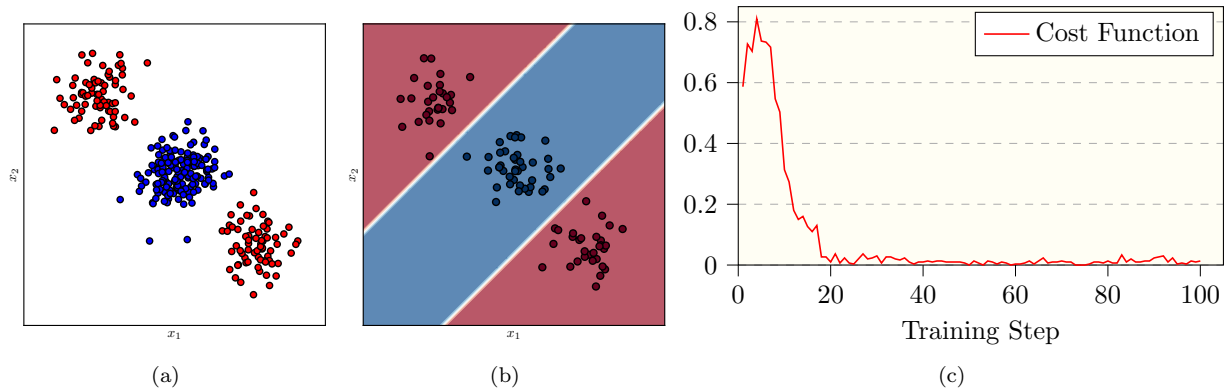 x₂
x₁
(a)
x₂
x₁
(b)
0.8
0.6
0.4
0.2
0
0 20 40 60 80 100
Training Step
Cost Function
(c)